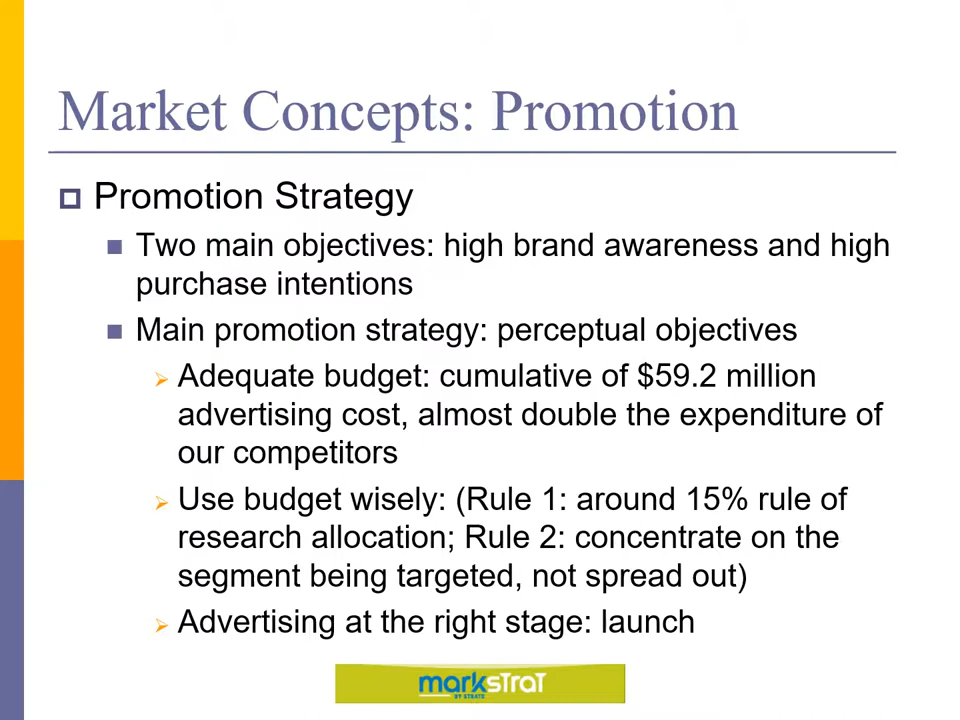 Market Concepts: Promotion
Promotion Strategy
Two main objectives: high brand awareness and high
purchase intentions
Main promotion strategy: perceptual objectives
Adequate budget: cumulative of $59.2 million
advertising cost, almost double the expenditure of
our competitors
Use budget wisely: (Rule 1: around 15% rule of
research allocation; Rule 2: concentrate on the
segment being targeted, not spread out)
Advertising at the right stage: launch
markstrat
BY STRATX